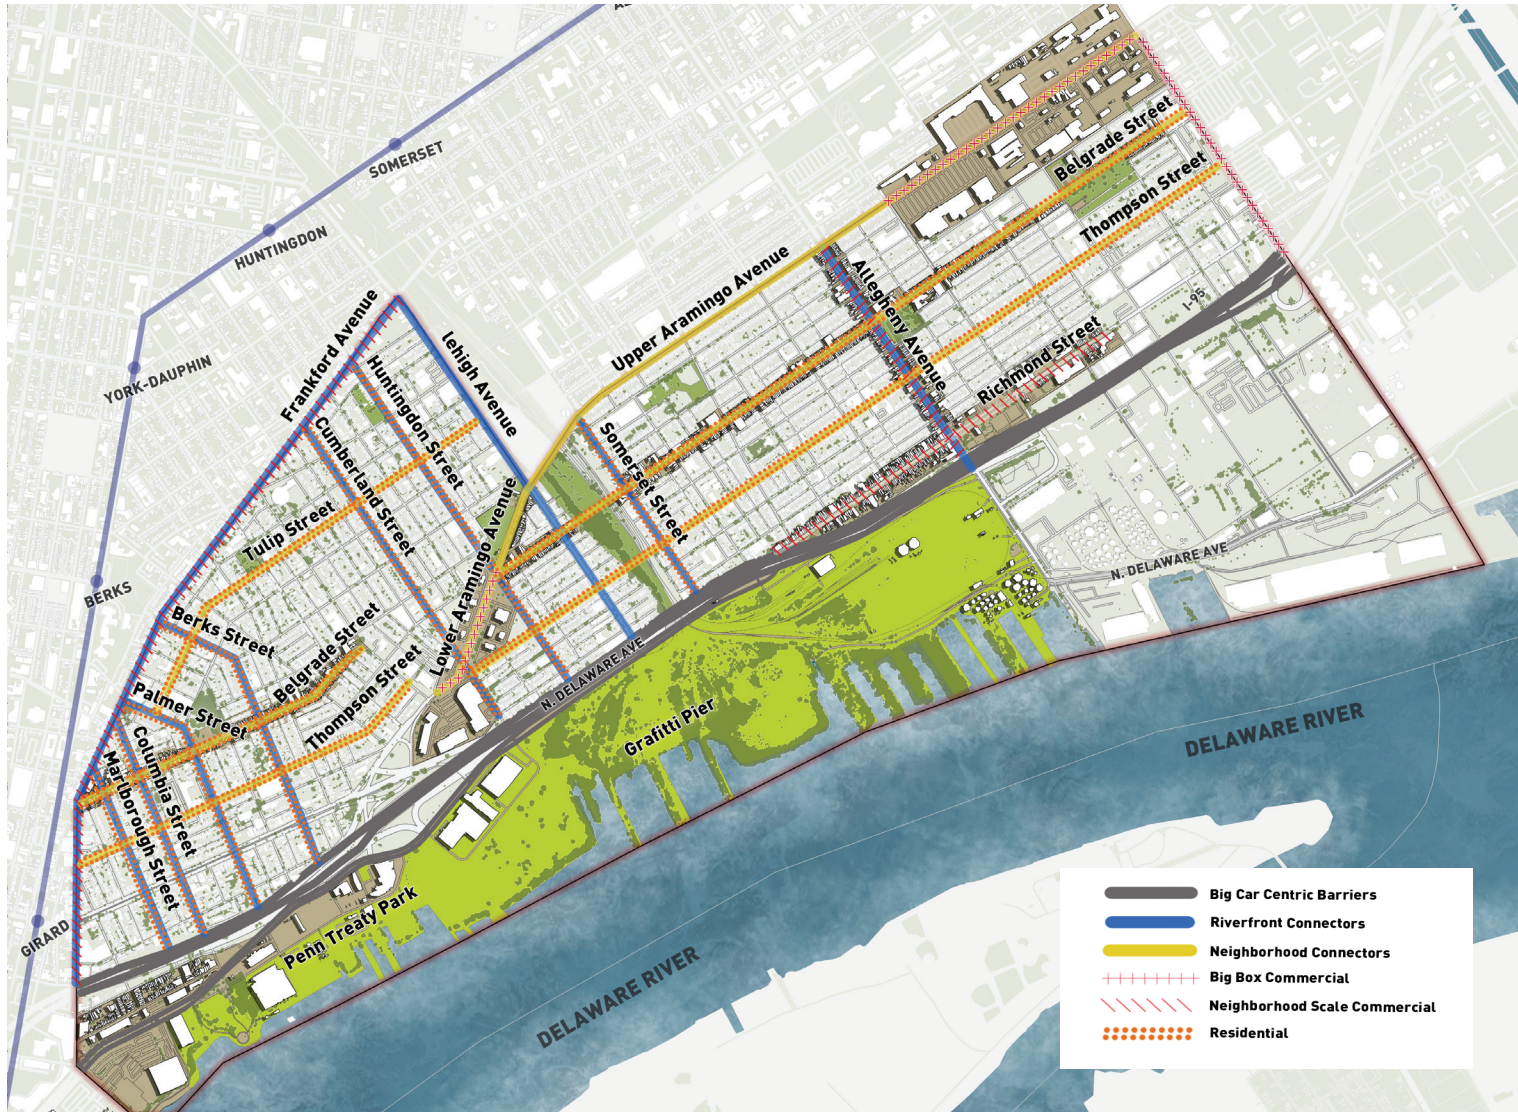 SOMERSET
HUNTINGDON
YORK-DAUPHIN
BERKS
GIRARD
Belgrade Street
Thompson Street
Upper Aramingo Avenue
Allegheny Avenue
I-95
Richmond Street
Frankford Avenue
lehigh Avenue
Huntingdon Street
Cumberland Street
Somerset Street
Tulip Street
Lower Aramingo Avenue
N. DELAWARE AVE
Berks Street
Belgrade Street
Palmer Street
Thompson Street
N. DELAWARE AVE
Columbia Street
Marlborough Street
Grafitti Pier
DELAWARE RIVER
Penn Treaty Park
DELAWARE RIVER
Big Car Centric Barriers
Riverfront Connectors
Neighborhood Connectors
Big Box Commercial
Neighborhood Scale Commercial
Residential